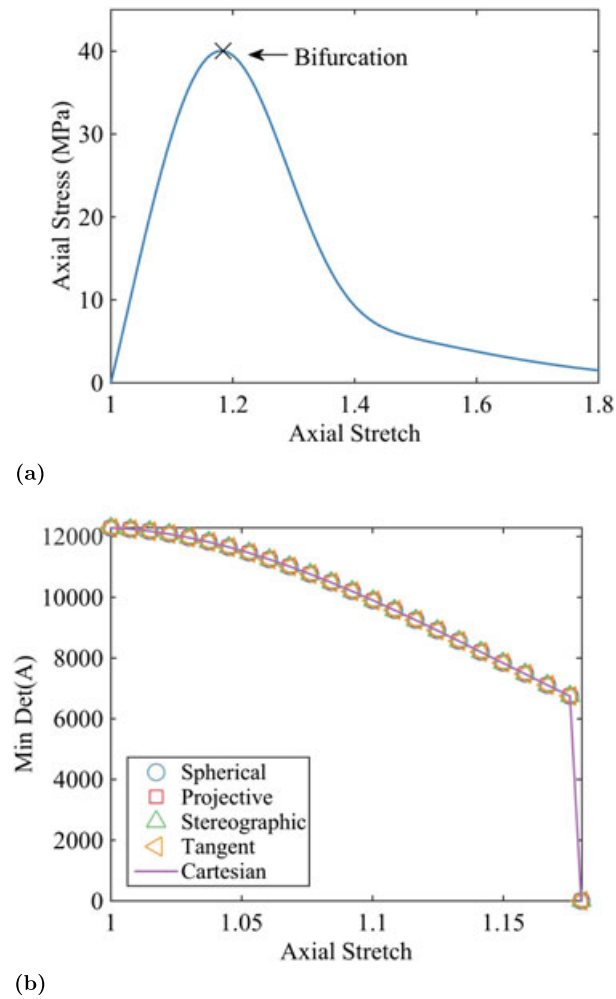 40
30
20
10
0
Axial Stress (MPa)
Bifurcation
1
1.2
1.4
1.6
1.8
Axial Stretch
(a)
12000
10000
8000
6000
4000
2000
0
Min Det(A)
Spherical
Projective
Stereographic
Tangent
Cartesian
1
1.05
1.1
1.15
Axial Stretch
(b)